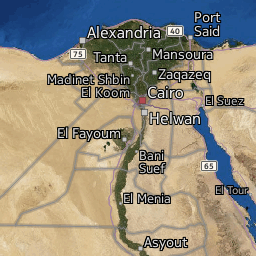 Port
Said
Alexandria
40
75
Mansoura
Tanta
Zaqazeq
Madinet Shbin
El Koom
Cairo
El Suez
Helwan
El Fayoum
Bani
Suef
65
El Menia
El Tour
Asyout